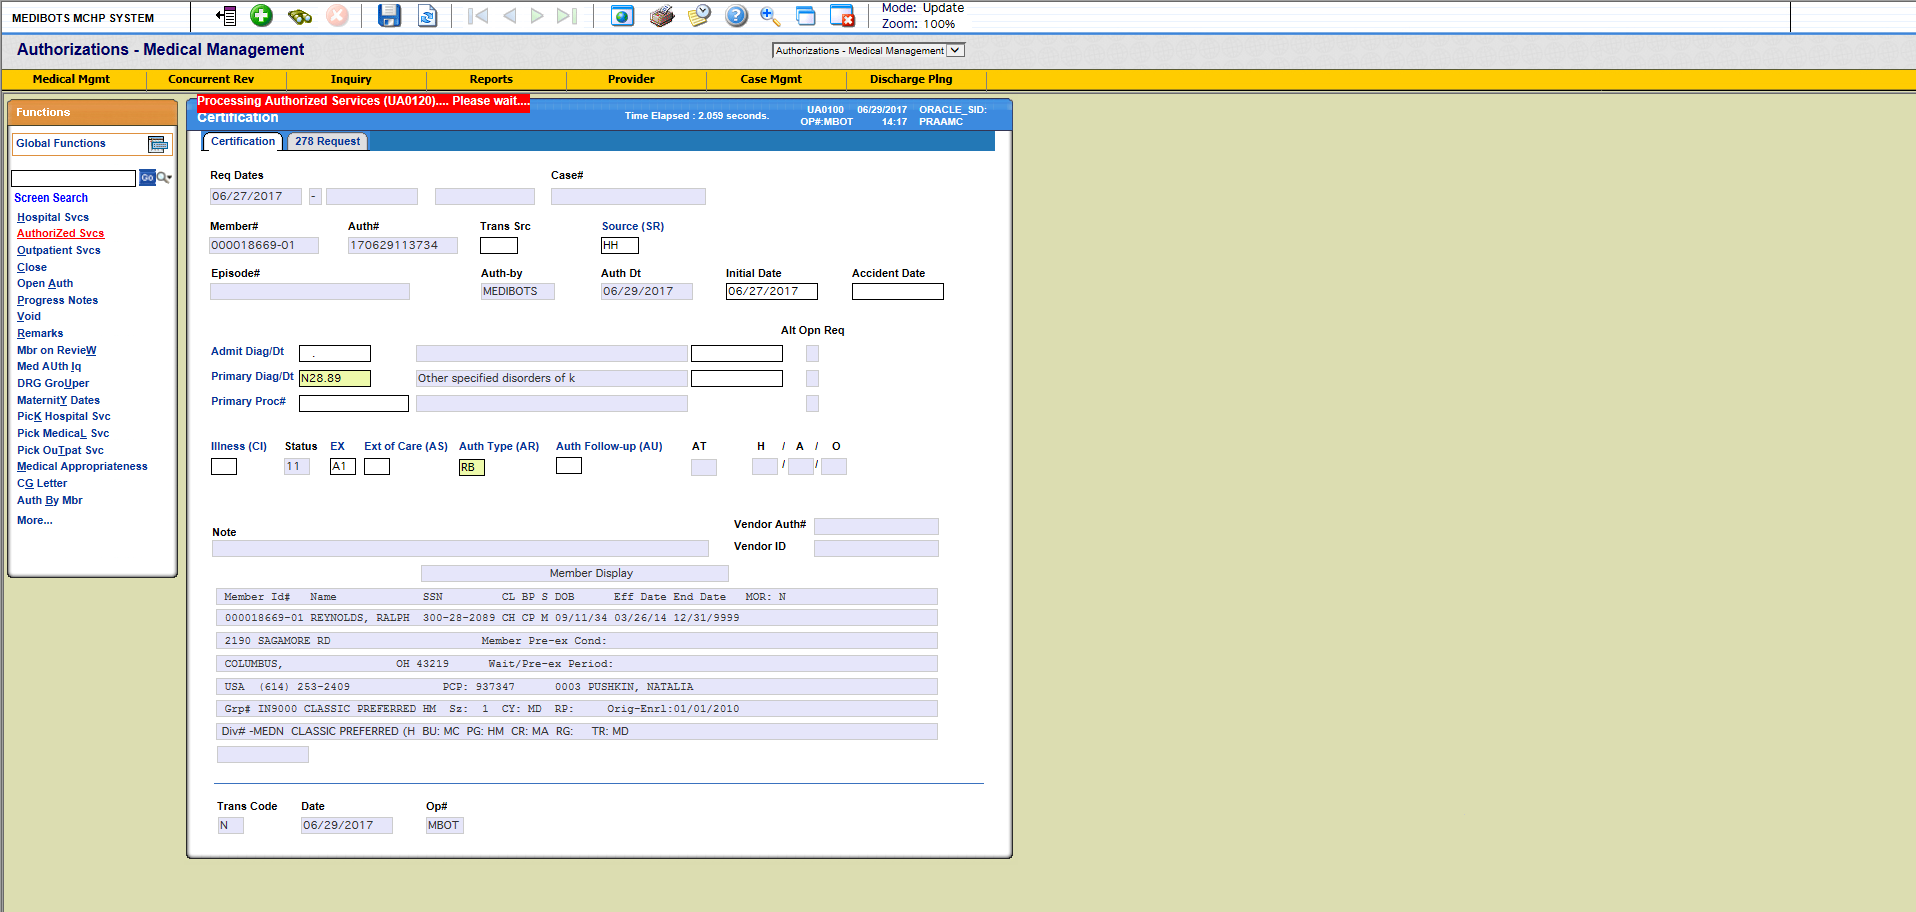 MEDIBOTS MCHP SYSTEM
Mode: Update
Zoom: 100%
Authorizations - Medical Management
Authorizations - Medical Management
Medical Mgmt Concurrent Rev Inquiry Reports Provider Case Mgmt Discharge Plng
Functions
Global Functions
Go
Screen Search
Hospital Svcs
AuthoriZed Svcs
Outpatient Svcs
Close
Open Auth
Progress Notes
Void
Remarks
Mbr on RevieW
Med AUth Iq
DRG GroUper
MaternitY Dates
PicK Hospital Svc
Pick MedicaL Svc
Pick OuTpat Svc
Medical Appropriateness
CG Letter
Auth By Mbr
More...
Processing Authorized Services (UA0120).... Please wait....
Certification
Time Elapsed : 2.059 seconds.
UA0100 06/29/2017 ORACLE_SID:
OP#:MBOT 14:17 PRAAMC
Certification 278 Request
Req Dates Case#
06/27/2017 -
Member# Auth# Trans Src Source (SR)
000018669-01 170629113734 HH
Episode# Auth-by Auth Dt Initial Date Accident Date
MEDIBOTS 06/29/2017 06/27/2017
Alt Opn Req
Admit Diag/Dt .
Primary Diag/Dt N28.89 Other specified disorders of k
Primary Proc#
Illness (CI) Status EX Ext of Care (AS) Auth Type (AR) Auth Follow-up (AU) AT H / A / O
11 A1 RB / /
Note
Vendor Auth#
Vendor ID
Member Display
Member Id# Name SSN CL BP S DOB Eff Date End Date MOR: N
000018669-01 REYNOLDS, RALPH 300-28-2089 CH CP M 09/11/34 03/26/14 12/31/9999
2190 SAGAMORE RD Member Pre-ex Cond:
COLUMBUS, OH 43219 Wait/Pre-ex Period:
USA (614) 253-2409 PCP: 937347 0003 PUSHKIN, NATALIA
Grp# IN9000 CLASSIC PREFERRED HM Sz: 1 CY: MD RP: Orig-Enrl:01/01/2010
Div# -MEDN CLASSIC PREFERRED (H BU: MC PG: HM CR: MA RG: TR: MD
Trans Code Date Op#
N 06/29/2017 MBOT